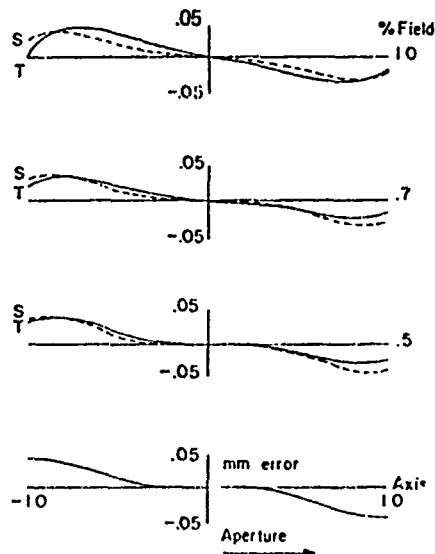 .05
% Field
S
1.0
T
-.05
.05
S
T
.7
-.05
.05
S
T
.5
-.05
.05
mm error
Axis
-1.0
1.0
-.05
Aperture